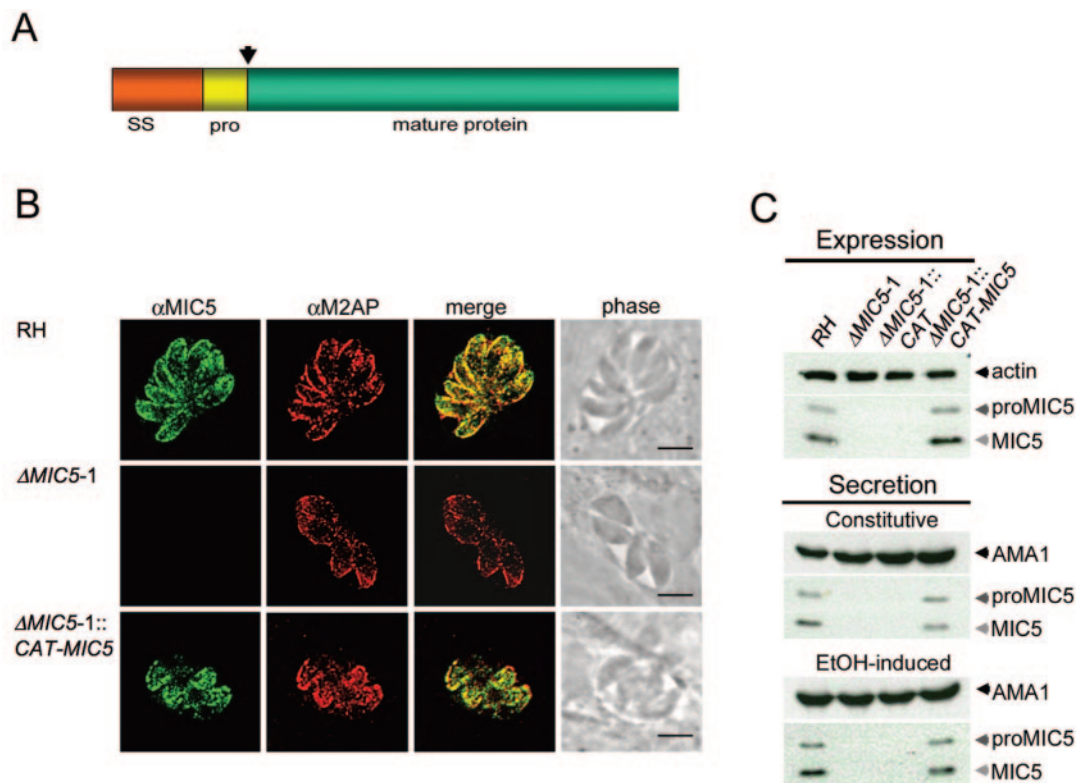 A
SS pro mature protein
B
αMIC5 αM2AP merge phase
RH
ΔMIC5-1
ΔMIC5-1::
CAT-MIC5
C
Expression
RH
ΔMIC5-1
ΔMIC5-1::
CAT
ΔMIC5-1::
CAT-MIC5
actin
proMIC5
MIC5
Secretion
Constitutive
AMA1
proMIC5
MIC5
EtOH-induced
AMA1
proMIC5
MIC5